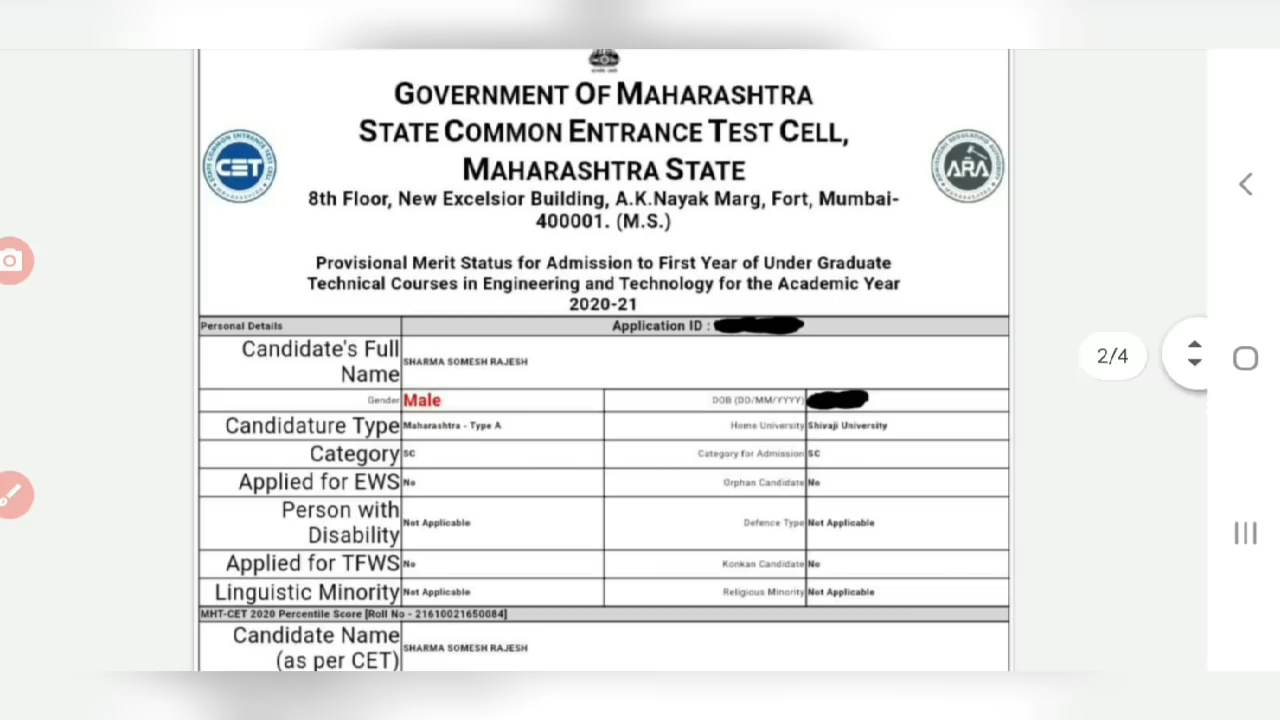 GOVERNMENT OF MAHARASHTRA
STATE COMMON ENTRANCE TEST CELL,
MAHARASHTRA STATE
8th Floor, New Excelsior Building, A.K.Nayak Marg, Fort, Mumbai-
400001. (M.S.)
CET
ARA
Provisional Merit Status for Admission to First Year of Under Graduate
Technical Courses in Engineering and Technology for the Academic Year
2020-21
Personal Details Application ID :
Candidate's Full
Name SHARMA SOMESH RAJESH
Gender Male DOB (DD/MM/YYYY)
Candidature Type Maharashtra - Type A Home University Shivaji University
Category SC Category for Admission SC
Applied for EWS No Orphan Candidate No
Person with
Disability Not Applicable Defence Type Not Applicable
Applied for TFWS No Konkan Candidate No
Linguistic Minority Not Applicable Religious Minority Not Applicable
MHT-CET 2020 Percentile Score [Roll No - 21610021650084]
Candidate Name
(as per CET) SHARMA SOMESH RAJESH
2/4